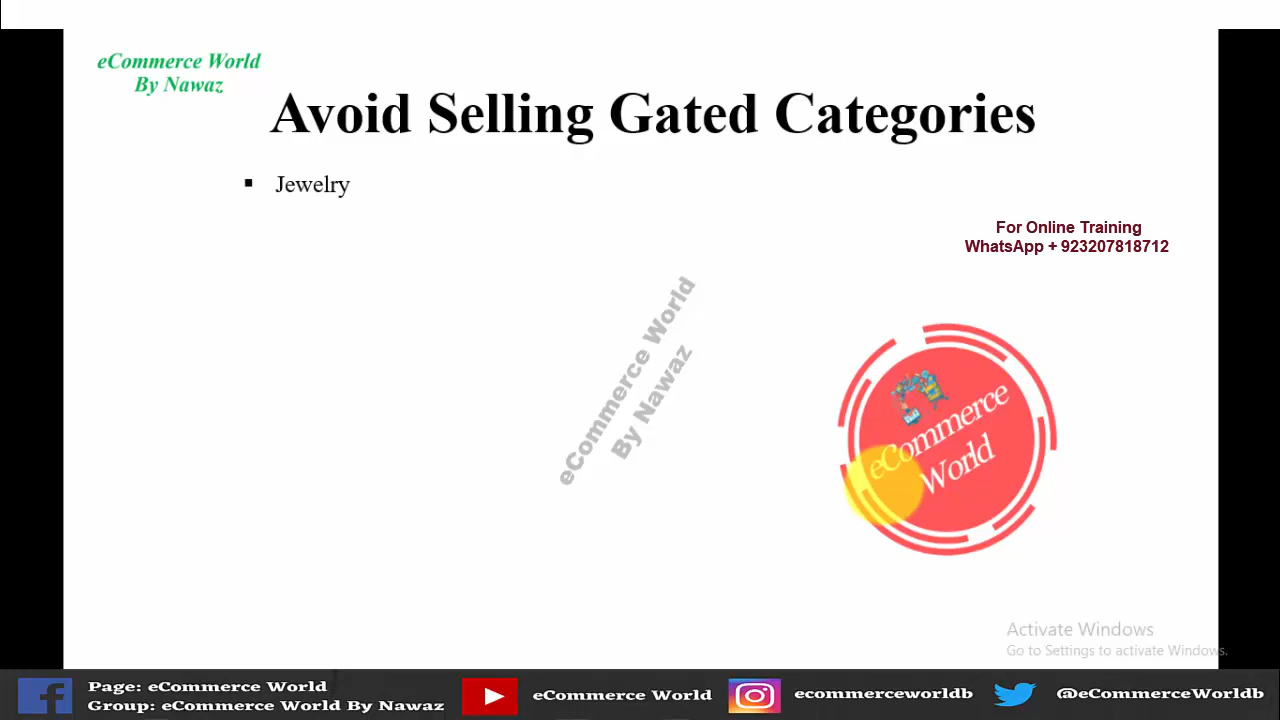 eCommerce World
By Nawaz
Avoid Selling Gated Categories
▪ Jewelry
For Online Training
WhatsApp + 923207818712
eCommerce World
By Nawaz
eCommerce
World
Activate Windows
Go to Settings to activate Windows.
Page: eCommerce World
Group: eCommerce World By Nawaz
eCommerce World
ecommerceworldb
@eCommerceWorldb